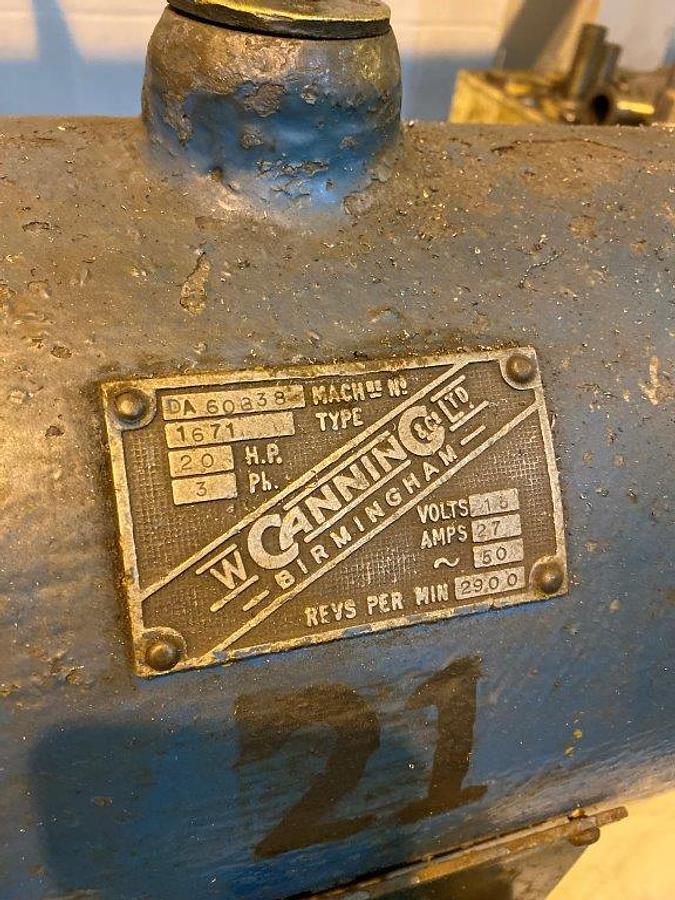 DA 60838 MACHNE No
1671 TYPE
20 H.P.
3 Ph.
W CANNING & Co LTD.
BIRMINGHAM
VOLTS
AMPS 27
~ 50
REVS PER MIN 2900
21